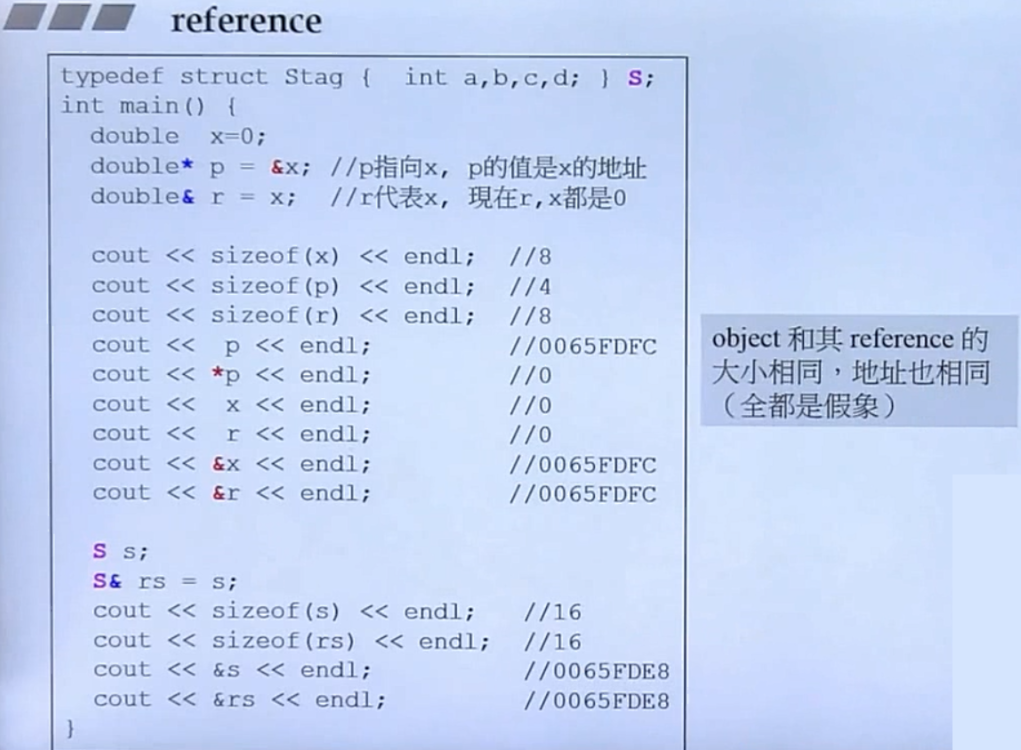 reference
typedef struct Stag {  int a,b,c,d; } S;
int main() {
double  x=0;
double* p = &x; //p指向x, p的值是x的地址
double& r = x;  //r代表x, 現在r,x都是0
cout << sizeof(x) << endl;  //8
cout << sizeof(p) << endl;  //4
cout << sizeof(r) << endl;  //8
cout <<  p << endl;         //0065FDFC
cout << *p << endl;         //0
cout <<  x << endl;         //0
cout <<  r << endl;         //0
cout << &x << endl;         //0065FDFC
cout << &r << endl;         //0065FDFC
S s;
S& rs = s;
cout << sizeof(s) << endl;   //16
cout << sizeof(rs) << endl;  //16
cout << &s << endl;          //0065FDE8
cout << &rs << endl;         //0065FDE8
}
object 和其 reference 的
大小相同，地址也相同
（全都是假象）